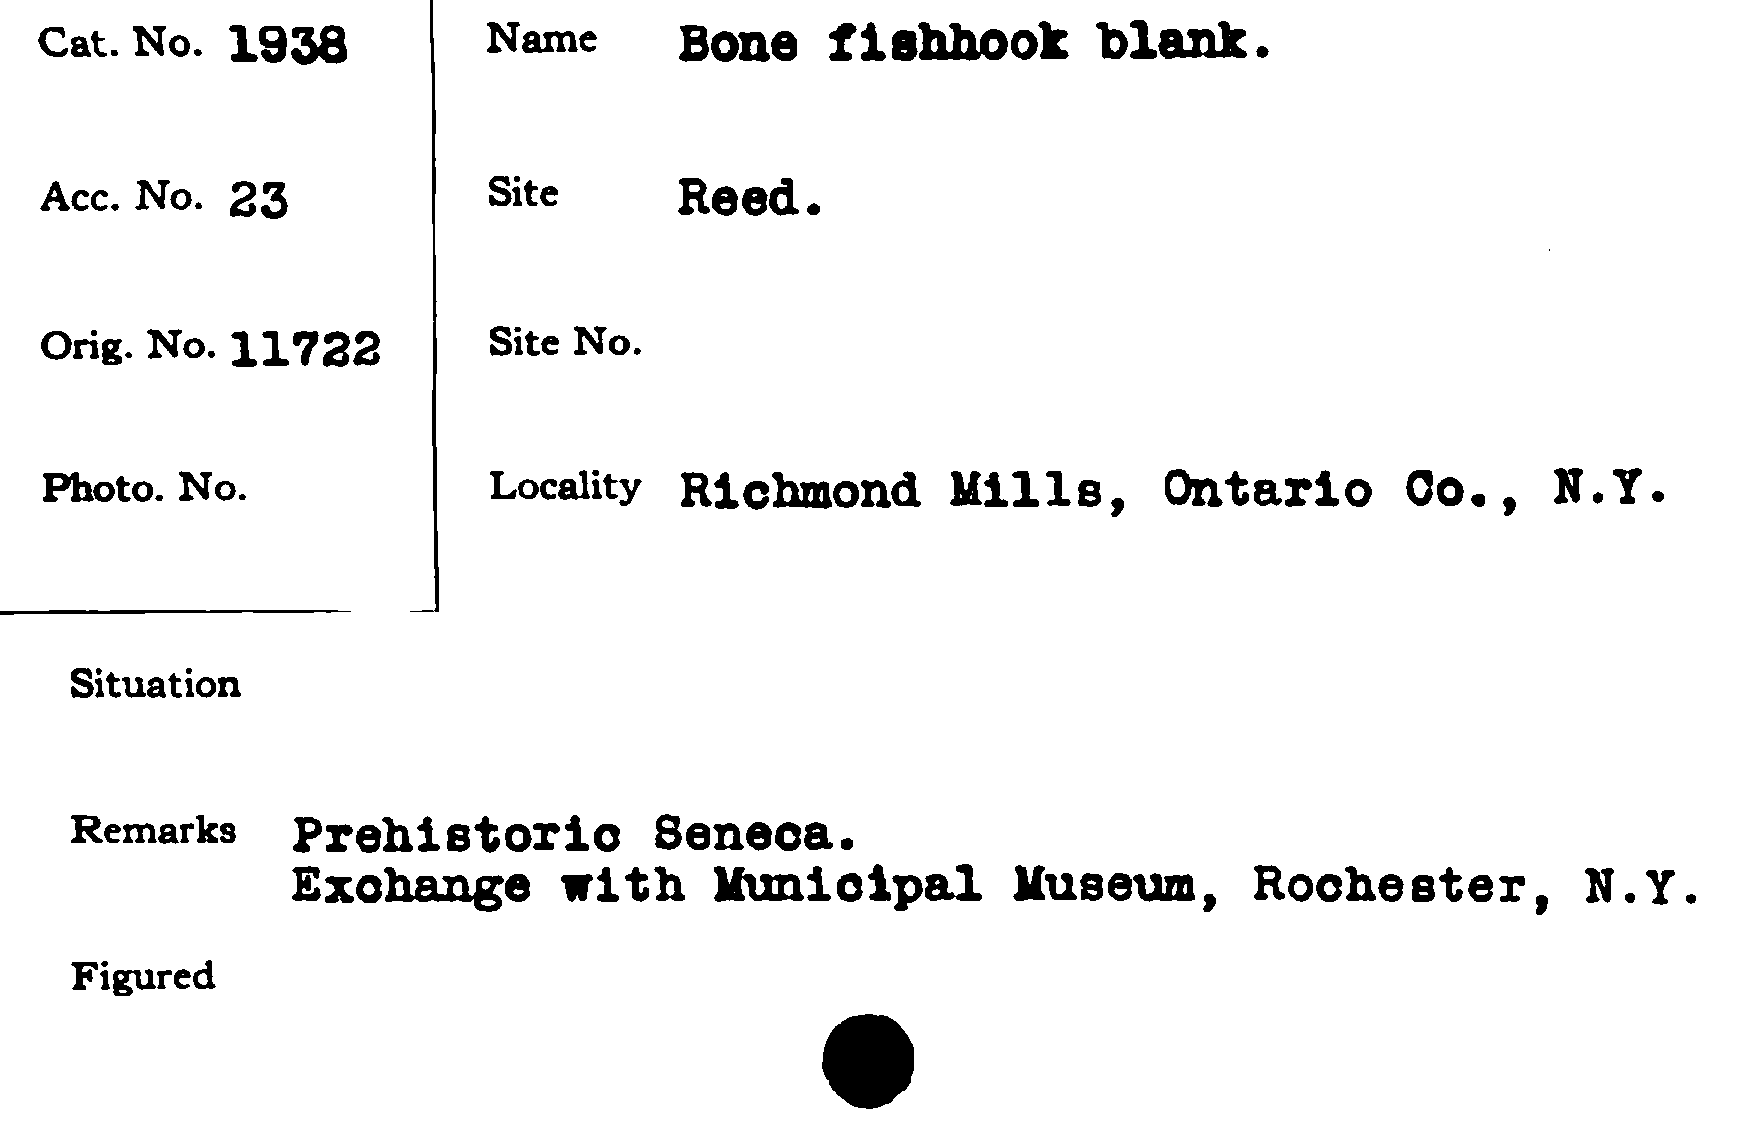 Cat. No. 1938
Name Bone fishhook blank.
Acc. No. 23
Site Reed.
Orig. No. 11722
Site No.
Photo. No.
Locality Richmond Mills, Ontario Co., N.Y.
Situation
Remarks Prehistoric Seneca.
Exchange with Municipal Museum, Rochester, N.Y.
Figured